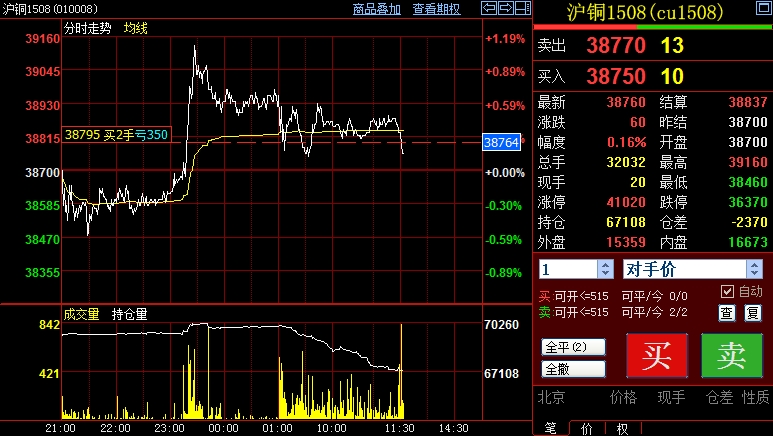 沪铜1508 (010008) 商品叠加 查看期权
分时走势 均线
39160 +1.19%
39045 +0.89%
38930 +0.59%
38815
38795 买2手亏350
38764
38700 +0.00%
38585 -0.30%
38470 -0.59%
38355 -0.89%
成交量 持仓量
842 70260
421 67108
21:00 22:00 23:00 00:00 01:00 10:00 11:30 14:30
沪铜1508(cu1508)
卖出 38770 13
买入 38750 10
最新 38760 结算 38837
涨跌 60 昨结 38700
幅度 0.16% 开盘 38700
总手 32032 最高 39160
现手 20 最低 38460
涨停 41020 跌停 36370
持仓 67108 仓差 -2370
外盘 15359 内盘 16673
1 对手价
买:可开<=515 可平/今 0/0 自动
卖:可开<=515 可平/今 2/2 查 复
全平(2) 买 卖
全撤
北京 价格 现手 仓差 性质
笔 价 权